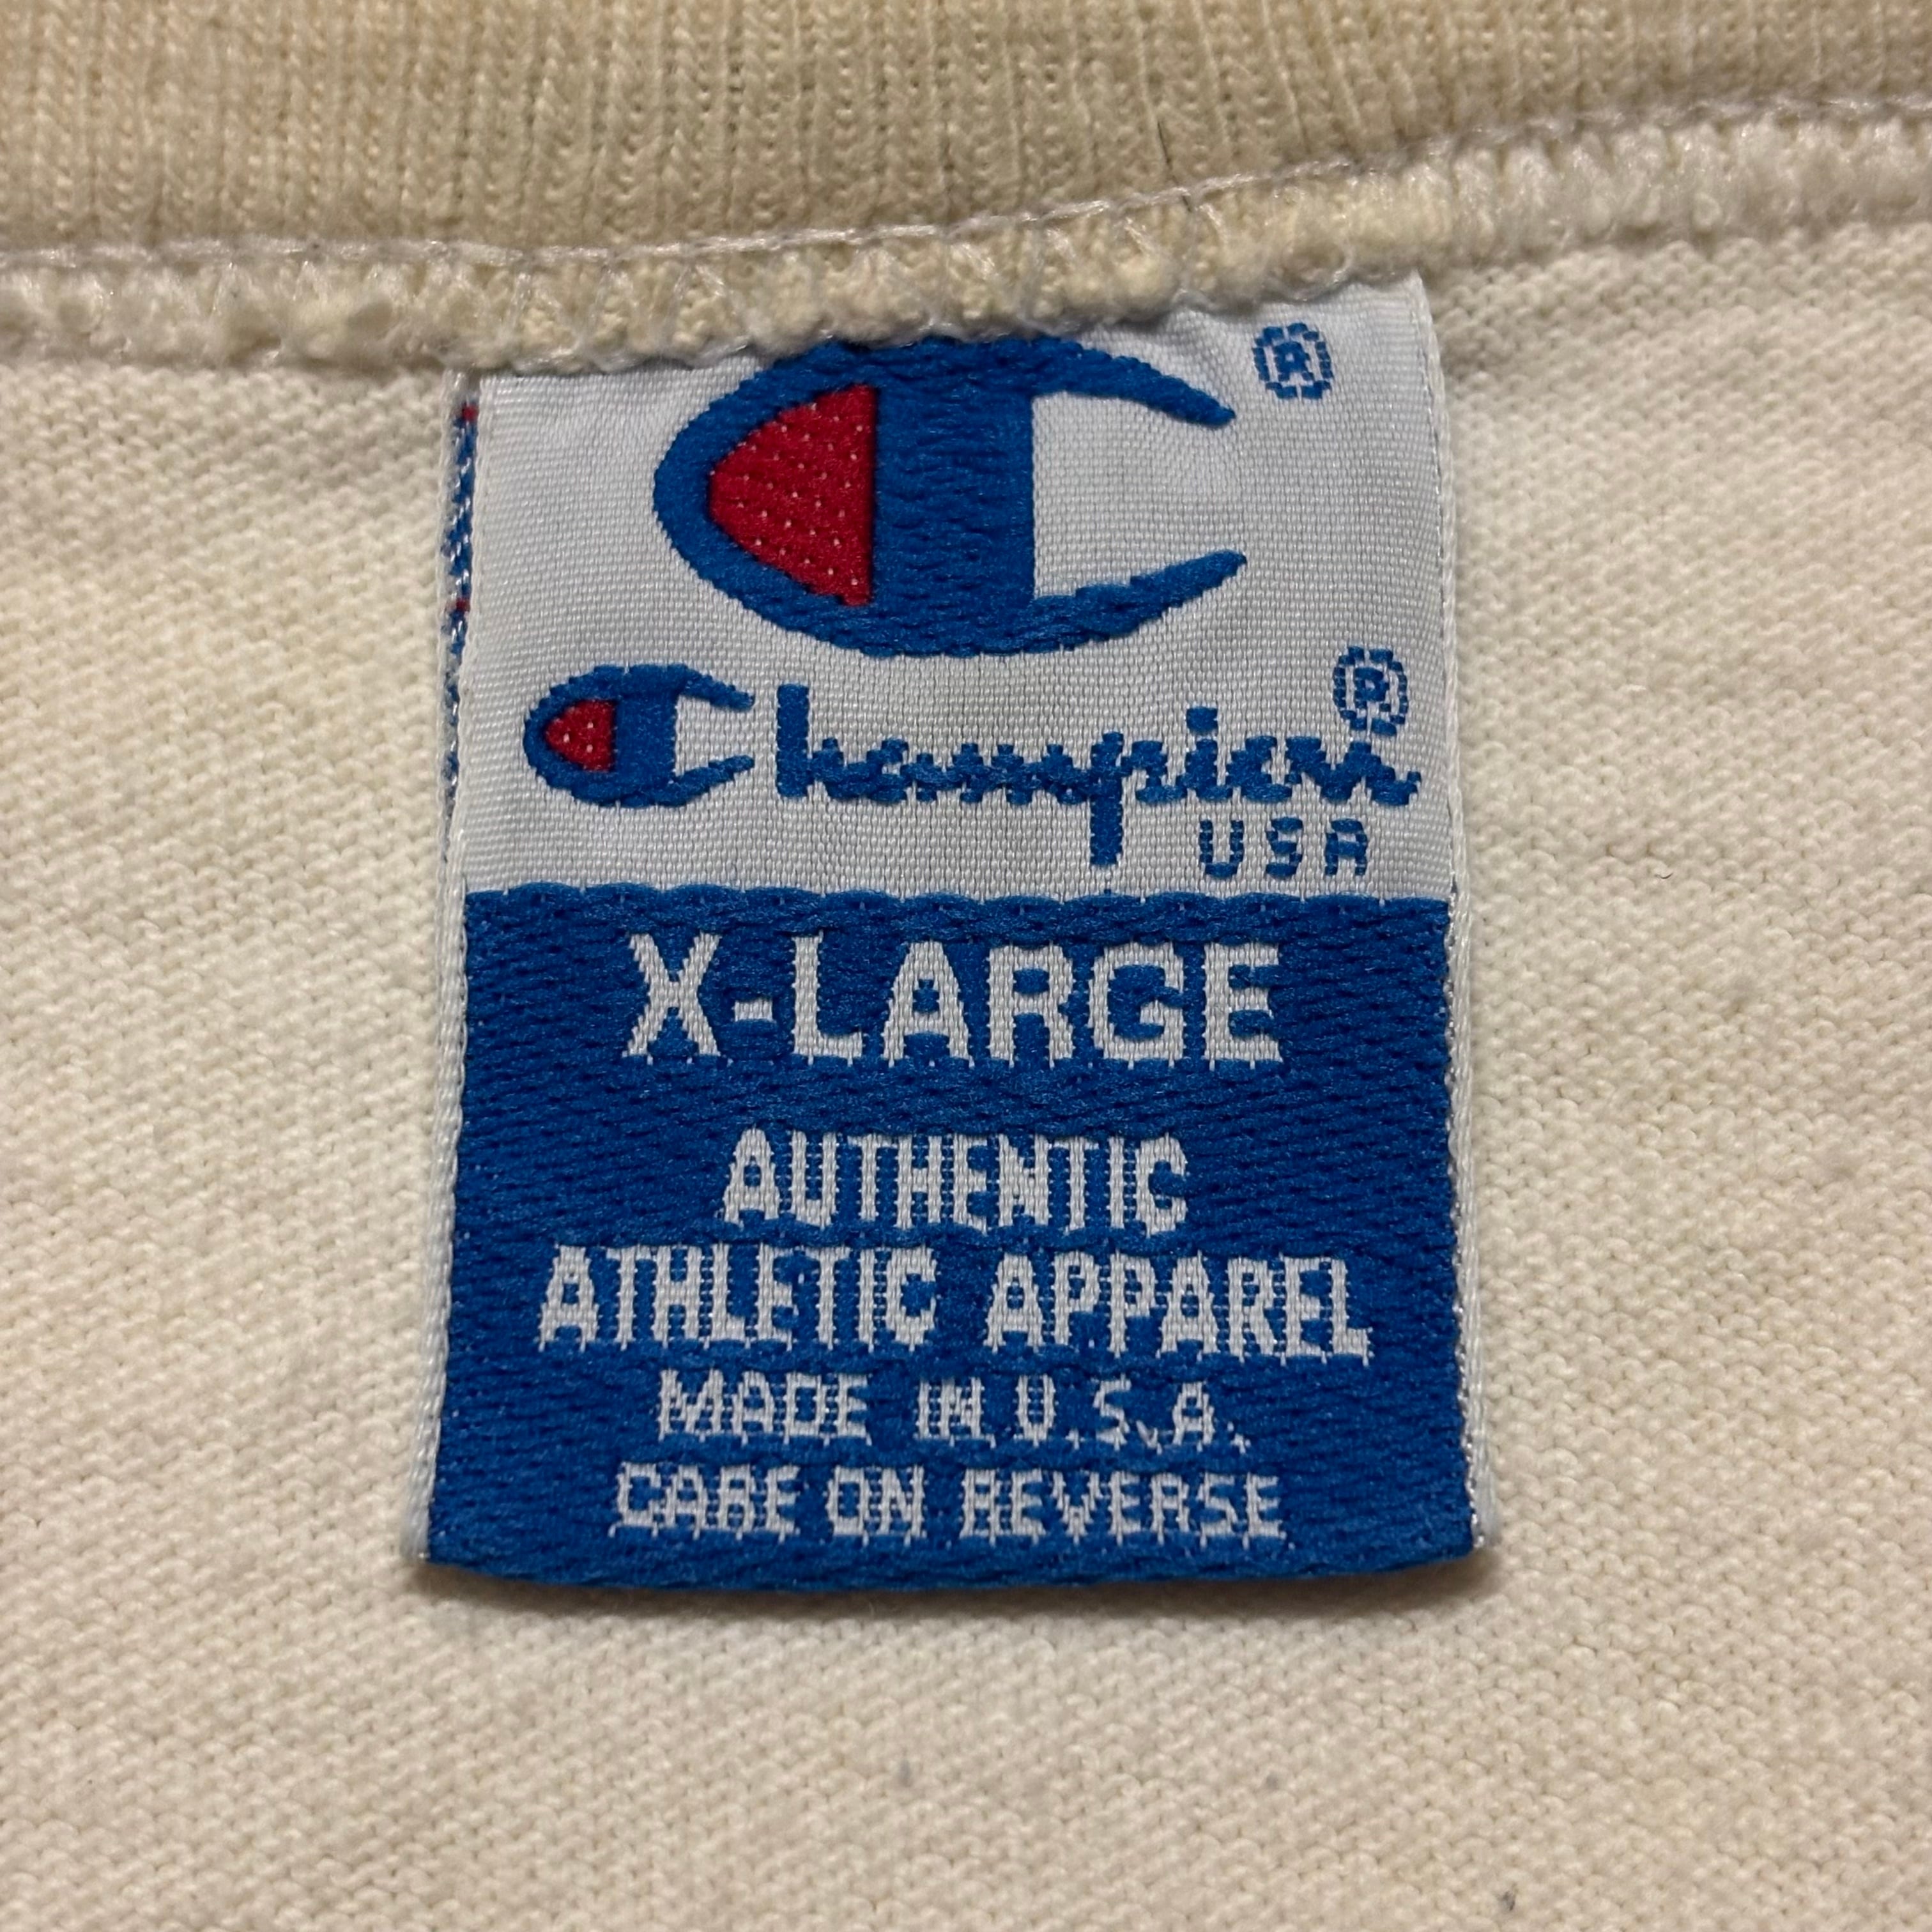 ®
Champion®
USA
X-LARGE
AUTHENTIC
ATHLETIC APPAREL
MADE IN U.S.A.
CARE ON REVERSE